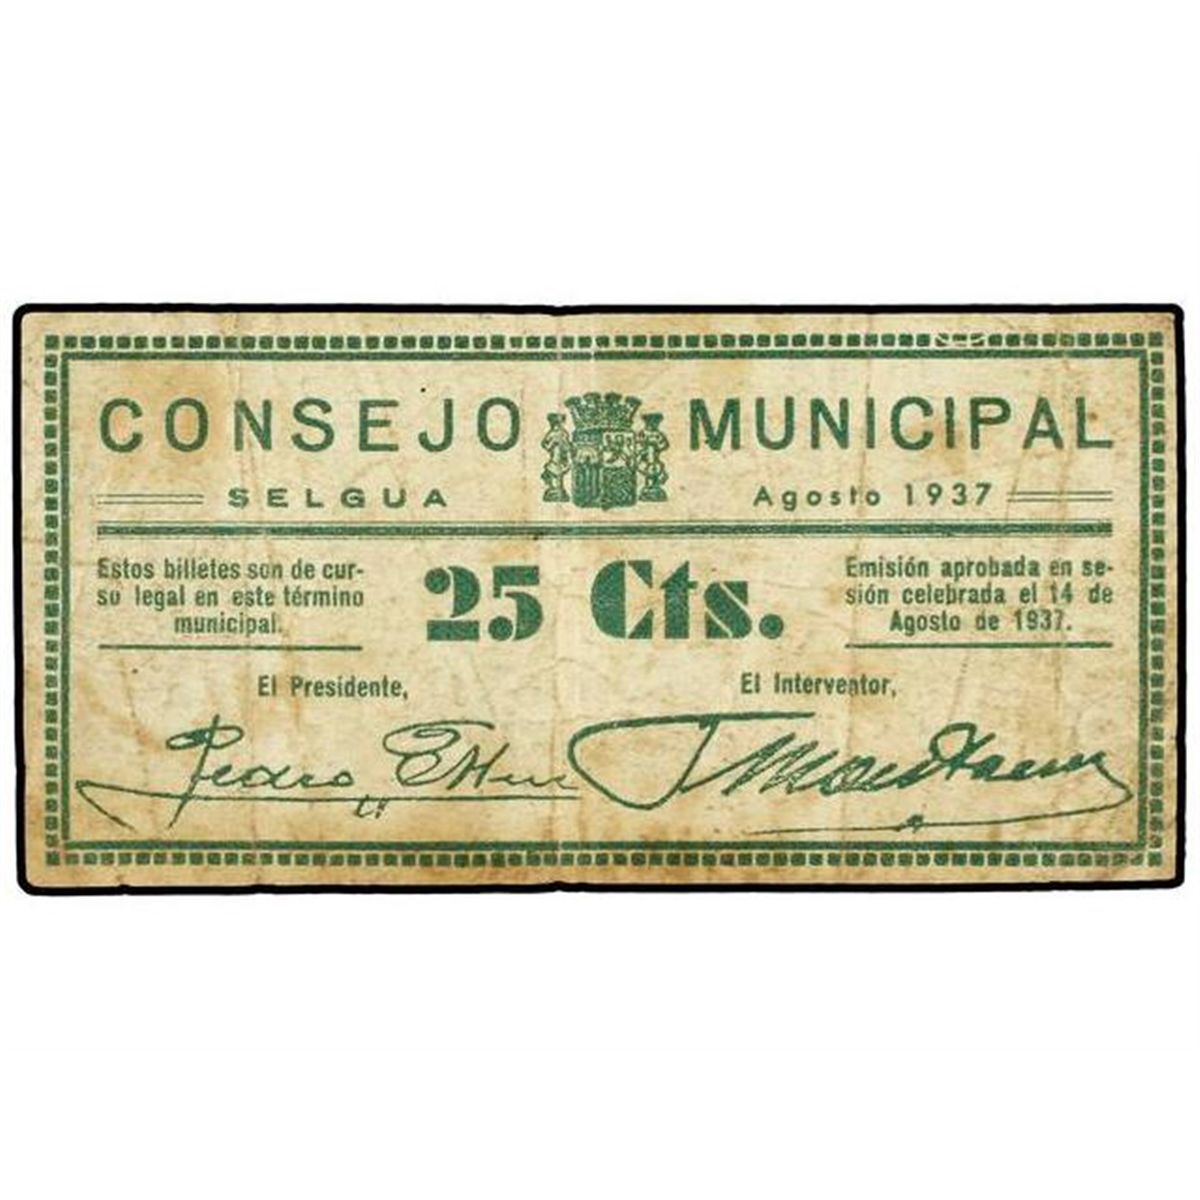 CONSEJO MUNICIPAL
SELGUA Agosto 1937
Estos billetes son de cur-
so legal en este término
municipal.
25 Cts.
Emisión aprobada en se-
sión celebrada el 14 de
Agosto de 1937.
El Presidente,
El Interventor,
Pedro